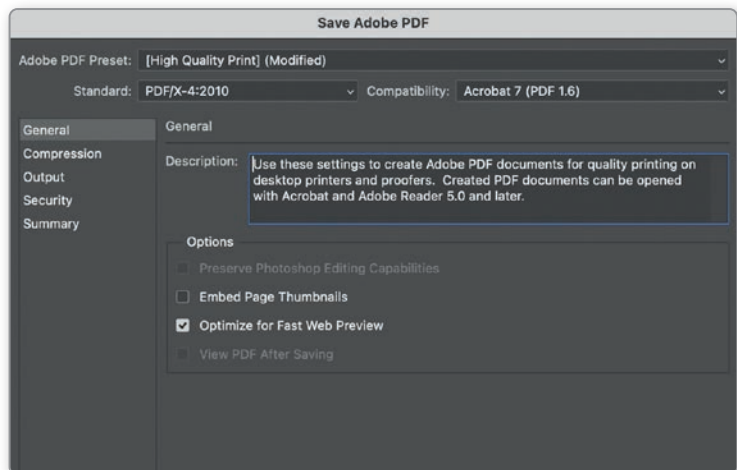 Save Adobe PDF
Adobe PDF Preset: [High Quality Print] (Modified)
Standard: PDF/X-4:2010 Compatibility: Acrobat 7 (PDF 1.6)
General
Compression
Output
Security
Summary
General
Description: Use these settings to create Adobe PDF documents for quality printing on
desktop printers and proofers.  Created PDF documents can be opened
with Acrobat and Adobe Reader 5.0 and later.
Options
Preserve Photoshop Editing Capabilities
Embed Page Thumbnails
Optimize for Fast Web Preview
View PDF After Saving